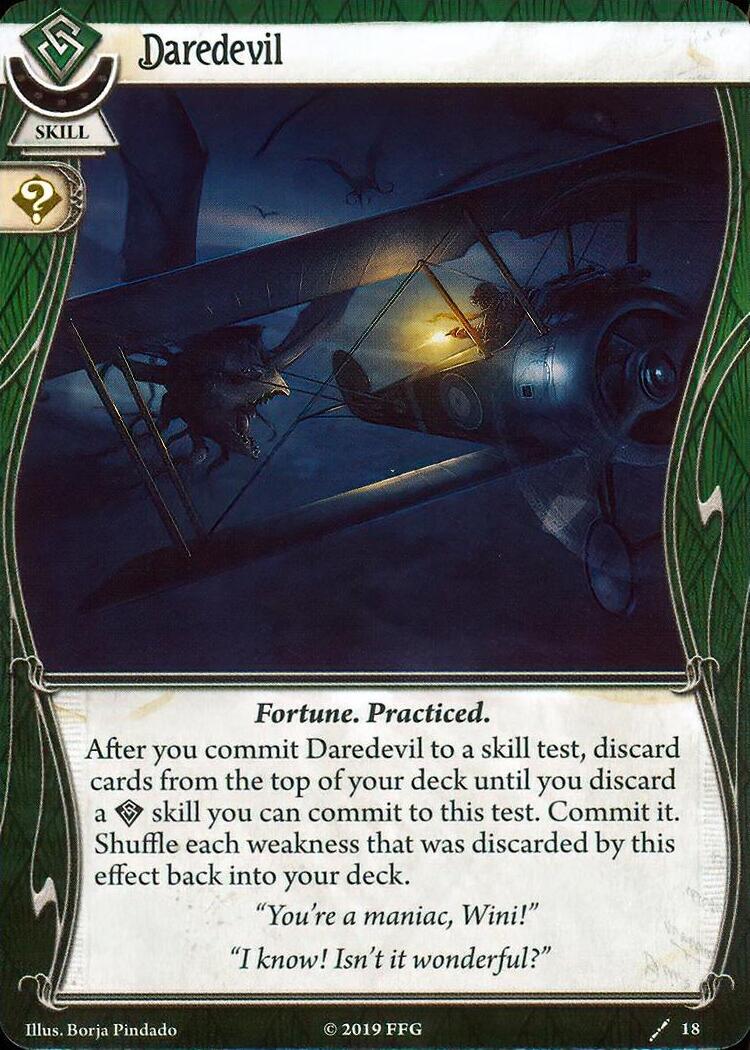 Daredevil
SKILL
?
Fortune. Practiced.
After you commit Daredevil to a skill test, discard
cards from the top of your deck until you discard
a skill you can commit to this test. Commit it.
Shuffle each weakness that was discarded by this
effect back into your deck.
"You're a maniac, Wini!"
"I know! Isn't it wonderful?"
Illus. Borja Pindado
© 2019 FFG
18